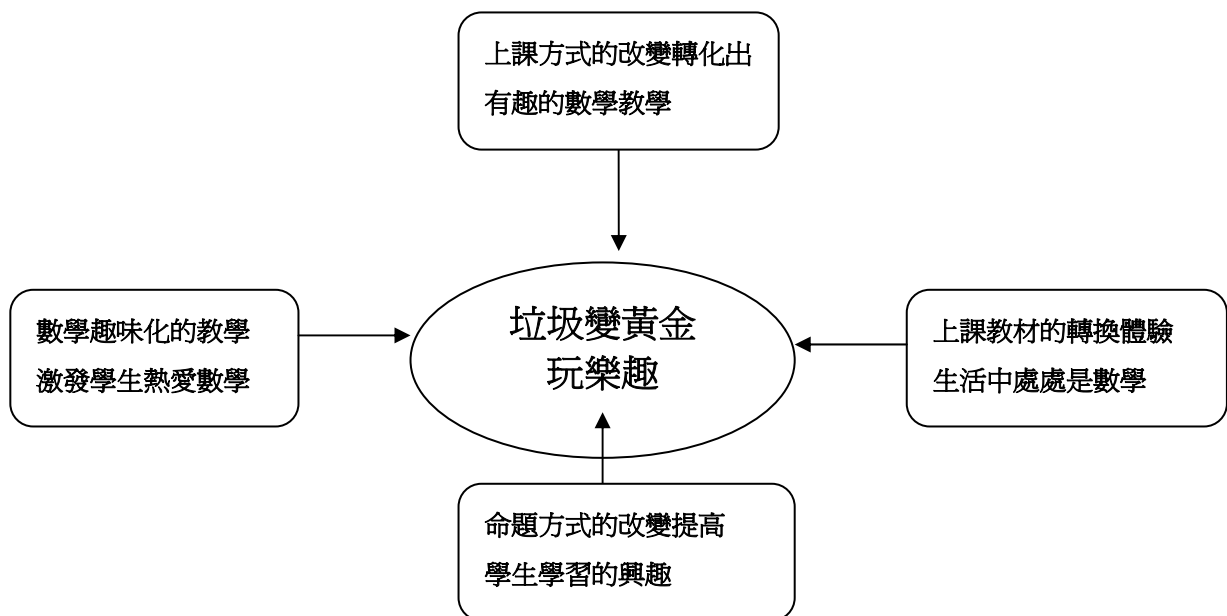 上課方式的改變轉化出
有趣的數學教學
數學趣味化的教學
激發學生熱愛數學
垃圾變黃金
玩樂趣
上課教材的轉換體驗
生活中處處是數學
命題方式的改變提高
學生學習的興趣